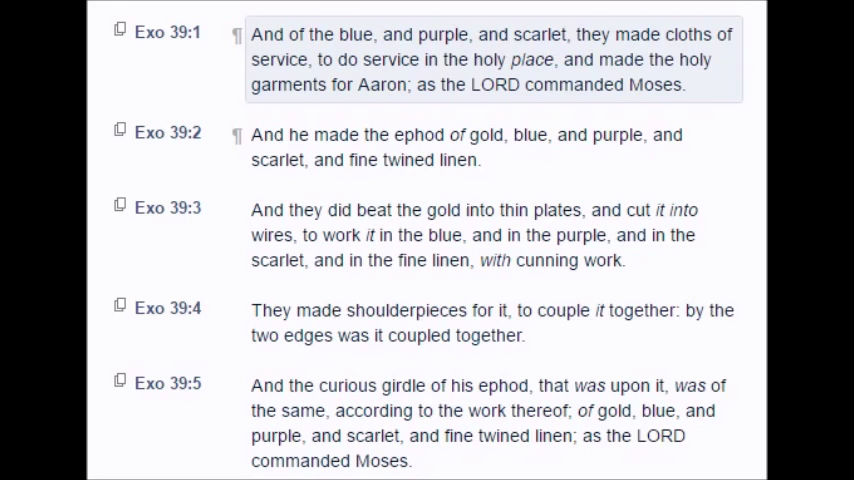 Exo 39:1 ¶ And of the blue, and purple, and scarlet, they made cloths of
service, to do service in the holy place, and made the holy
garments for Aaron; as the LORD commanded Moses.
Exo 39:2 ¶ And he made the ephod of gold, blue, and purple, and
scarlet, and fine twined linen.
Exo 39:3 And they did beat the gold into thin plates, and cut it into
wires, to work it in the blue, and in the purple, and in the
scarlet, and in the fine linen, with cunning work.
Exo 39:4 They made shoulderpieces for it, to couple it together: by the
two edges was it coupled together.
Exo 39:5 And the curious girdle of his ephod, that was upon it, was of
the same, according to the work thereof; of gold, blue, and
purple, and scarlet, and fine twined linen; as the LORD
commanded Moses.